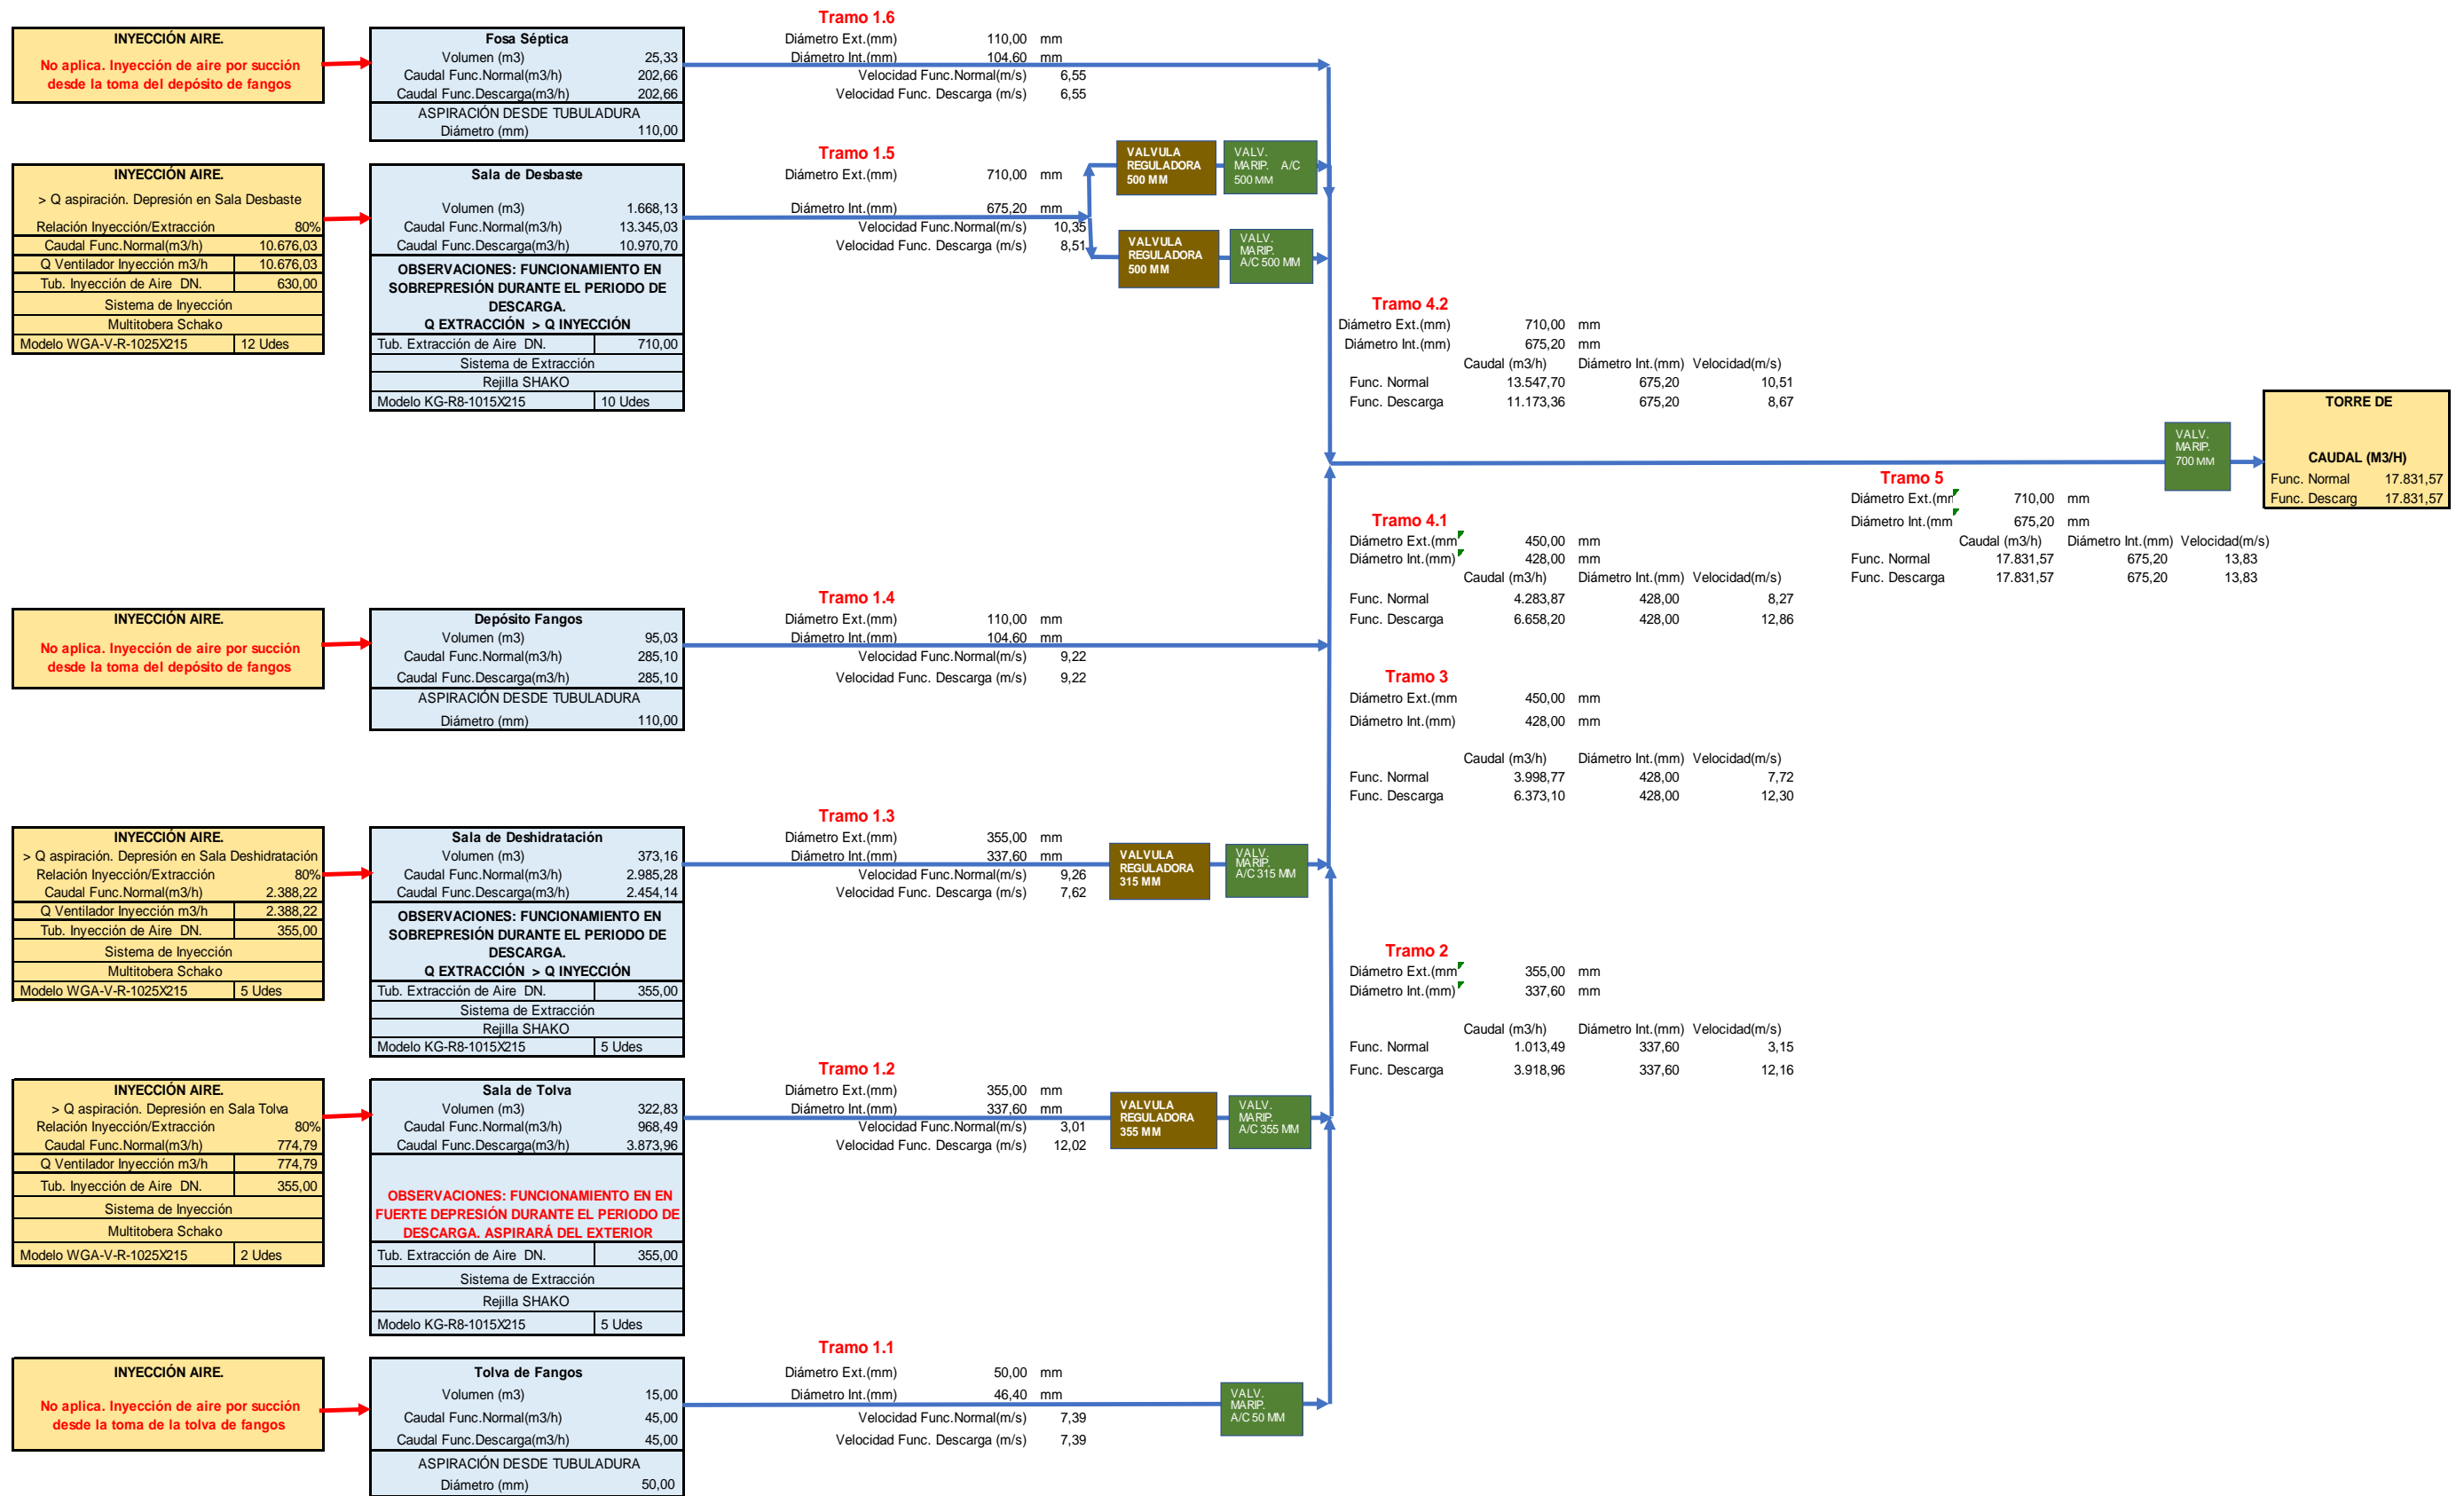 Tramo 1.6
INYECCIÓN AIRE.
No aplica. Inyección de aire por succión
desde la toma del depósito de fangos
Fosa Séptica
Volumen (m3) 25,33
Caudal Func.Normal(m3/h) 202,66
Caudal Func.Descarga(m3/h) 202,66
ASPIRACIÓN DESDE TUBULADURA
Diámetro (mm) 110,00
Diámetro Ext.(mm) 110,00 mm
Diámetro Int.(mm) 104,60 mm
Velocidad Func.Normal(m/s) 6,55
Velocidad Func. Descarga (m/s) 6,55
Tramo 1.5
INYECCIÓN AIRE.
> Q aspiración. Depresión en Sala Desbaste
Relación Inyección/Extracción 80%
Caudal Func.Normal(m3/h) 10.676,03
Q Ventilador Inyección m3/h 10.676,03
Tub. Inyección de Aire DN. 630,00
Sistema de Inyección
Multitobera Schako
Modelo WGA-V-R-1025X215 12 Udes
Sala de Desbaste
Volumen (m3) 1.668,13
Caudal Func.Normal(m3/h) 13.345,03
Caudal Func.Descarga(m3/h) 10.970,70
OBSERVACIONES: FUNCIONAMIENTO EN
SOBREPRESIÓN DURANTE EL PERIODO DE
DESCARGA.
Q EXTRACCIÓN > Q INYECCIÓN
Tub. Extracción de Aire DN. 710,00
Sistema de Extracción
Rejilla SHAKO
Modelo KG-R8-1015X215 10 Udes
Diámetro Ext.(mm) 710,00 mm
Diámetro Int.(mm) 675,20 mm
Velocidad Func.Normal(m/s) 10,35
Velocidad Func. Descarga (m/s) 8,51
VALVULA
REGULADORA
500 MM
VALV.
MARIP. A/C
500 MM
VALVULA
REGULADORA
500 MM
VALV.
MARIP.
A/C 500 MM
Tramo 4.2
Diámetro Ext.(mm) 710,00 mm
Diámetro Int.(mm) 675,20 mm
Caudal (m3/h) Diámetro Int.(mm) Velocidad(m/s)
Func. Normal 13.547,70 675,20 10,51
Func. Descarga 11.173,36 675,20 8,67
VALV.
MARIP.
700 MM
TORRE DE
CAUDAL (M3/H)
Func. Normal 17.831,57
Func. Descarg 17.831,57
Tramo 5
Diámetro Ext.(mm 710,00 mm
Diámetro Int.(mm 675,20 mm
Caudal (m3/h) Diámetro Int.(mm) Velocidad(m/s)
Func. Normal 17.831,57 675,20 13,83
Func. Descarga 17.831,57 675,20 13,83
Tramo 4.1
Diámetro Ext.(mm 450,00 mm
Diámetro Int.(mm) 428,00 mm
Caudal (m3/h) Diámetro Int.(mm) Velocidad(m/s)
Func. Normal 4.283,87 428,00 8,27
Func. Descarga 6.658,20 428,00 12,86
Tramo 1.4
INYECCIÓN AIRE.
No aplica. Inyección de aire por succión
desde la toma del depósito de fangos
Depósito Fangos
Volumen (m3) 95,03
Caudal Func.Normal(m3/h) 285,10
Caudal Func.Descarga(m3/h) 285,10
ASPIRACIÓN DESDE TUBULADURA
Diámetro (mm) 110,00
Diámetro Ext.(mm) 110,00 mm
Diámetro Int.(mm) 104,60 mm
Velocidad Func.Normal(m/s) 9,22
Velocidad Func. Descarga (m/s) 9,22
Tramo 3
Diámetro Ext.(mm 450,00 mm
Diámetro Int.(mm) 428,00 mm
Caudal (m3/h) Diámetro Int.(mm) Velocidad(m/s)
Func. Normal 3.998,77 428,00 7,72
Func. Descarga 6.373,10 428,00 12,30
Tramo 1.3
INYECCIÓN AIRE.
> Q aspiración. Depresión en Sala Deshidratación
Relación Inyección/Extracción 80%
Caudal Func.Normal(m3/h) 2.388,22
Q Ventilador Inyección m3/h 2.388,22
Tub. Inyección de Aire DN. 355,00
Sistema de Inyección
Multitobera Schako
Modelo WGA-V-R-1025X215 5 Udes
Sala de Deshidratación
Volumen (m3) 373,16
Caudal Func.Normal(m3/h) 2.985,28
Caudal Func.Descarga(m3/h) 2.454,14
OBSERVACIONES: FUNCIONAMIENTO EN
SOBREPRESIÓN DURANTE EL PERIODO DE
DESCARGA.
Q EXTRACCIÓN > Q INYECCIÓN
Tub. Extracción de Aire DN. 355,00
Sistema de Extracción
Rejilla SHAKO
Modelo KG-R8-1015X215 5 Udes
Diámetro Ext.(mm) 355,00 mm
Diámetro Int.(mm) 337,60 mm
Velocidad Func.Normal(m/s) 9,26
Velocidad Func. Descarga (m/s) 7,62
VALVULA
REGULADORA
315 MM
VALV.
MARIP.
A/C 315 MM
Tramo 2
Diámetro Ext.(mm 355,00 mm
Diámetro Int.(mm) 337,60 mm
Caudal (m3/h) Diámetro Int.(mm) Velocidad(m/s)
Func. Normal 1.013,49 337,60 3,15
Func. Descarga 3.918,96 337,60 12,16
Tramo 1.2
INYECCIÓN AIRE.
> Q aspiración. Depresión en Sala Tolva
Relación Inyección/Extracción 80%
Caudal Func.Normal(m3/h) 774,79
Q Ventilador Inyección m3/h 774,79
Tub. Inyección de Aire DN. 355,00
Sistema de Inyección
Multitobera Schako
Modelo WGA-V-R-1025X215 2 Udes
Sala de Tolva
Volumen (m3) 322,83
Caudal Func.Normal(m3/h) 968,49
Caudal Func.Descarga(m3/h) 3.873,96
OBSERVACIONES: FUNCIONAMIENTO EN EN
FUERTE DEPRESIÓN DURANTE EL PERIODO DE
DESCARGA. ASPIRARÁ DEL EXTERIOR
Tub. Extracción de Aire DN. 355,00
Sistema de Extracción
Rejilla SHAKO
Modelo KG-R8-1015X215 5 Udes
Diámetro Ext.(mm) 355,00 mm
Diámetro Int.(mm) 337,60 mm
Velocidad Func.Normal(m/s) 3,01
Velocidad Func. Descarga (m/s) 12,02
VALVULA
REGULADORA
355 MM
VALV.
MARIP.
A/C 355 MM
Tramo 1.1
INYECCIÓN AIRE.
No aplica. Inyección de aire por succión
desde la toma de la tolva de fangos
Tolva de Fangos
Volumen (m3) 15,00
Caudal Func.Normal(m3/h) 45,00
Caudal Func.Descarga(m3/h) 45,00
ASPIRACIÓN DESDE TUBULADURA
Diámetro (mm) 50,00
Diámetro Ext.(mm) 50,00 mm
Diámetro Int.(mm) 46,40 mm
Velocidad Func.Normal(m/s) 7,39
Velocidad Func. Descarga (m/s) 7,39
VALV.
MARIP.
A/C 50 MM